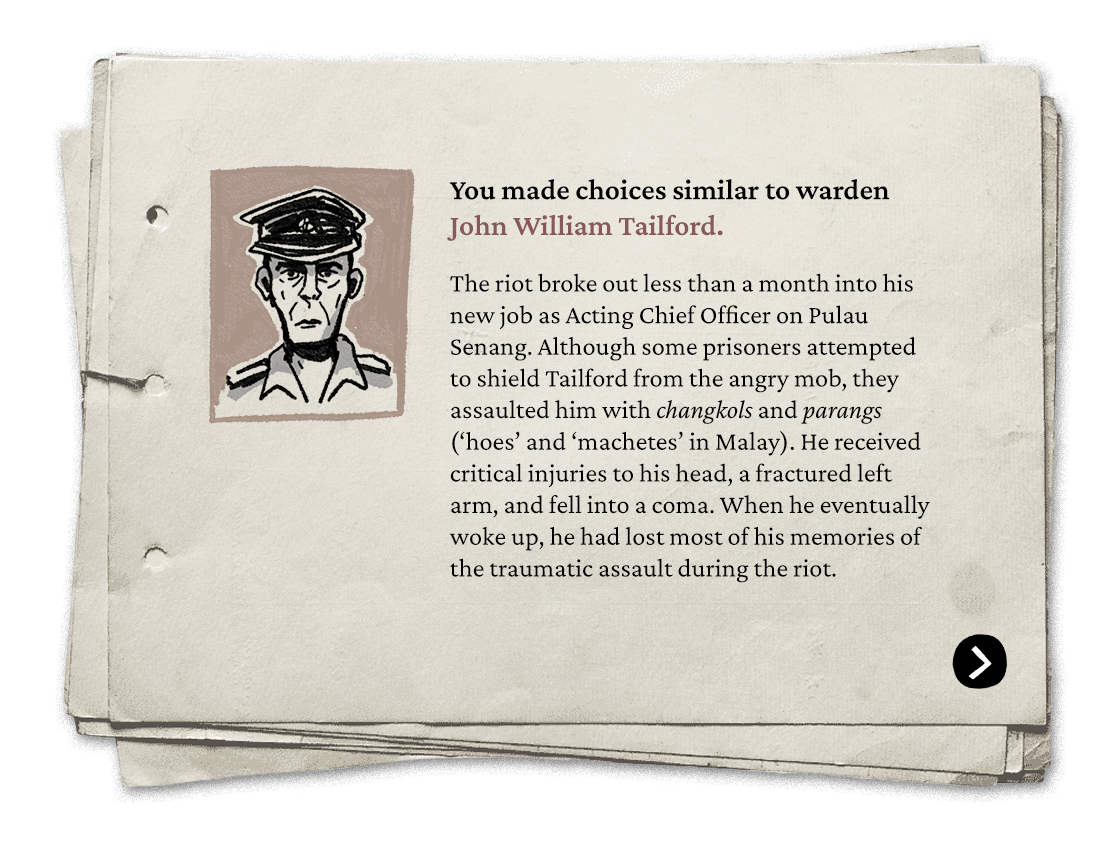 You made choices similar to warden
John William Tailford.
The riot broke out less than a month into his
new job as Acting Chief Officer on Pulau
Senang. Although some prisoners attempted
to shield Tailford from the angry mob, they
assaulted him with changkols and parangs
(‘hoes’ and ‘machetes’ in Malay). He received
critical injuries to his head, a fractured left
arm, and fell into a coma. When he eventually
woke up, he had lost most of his memories of
the traumatic assault during the riot.